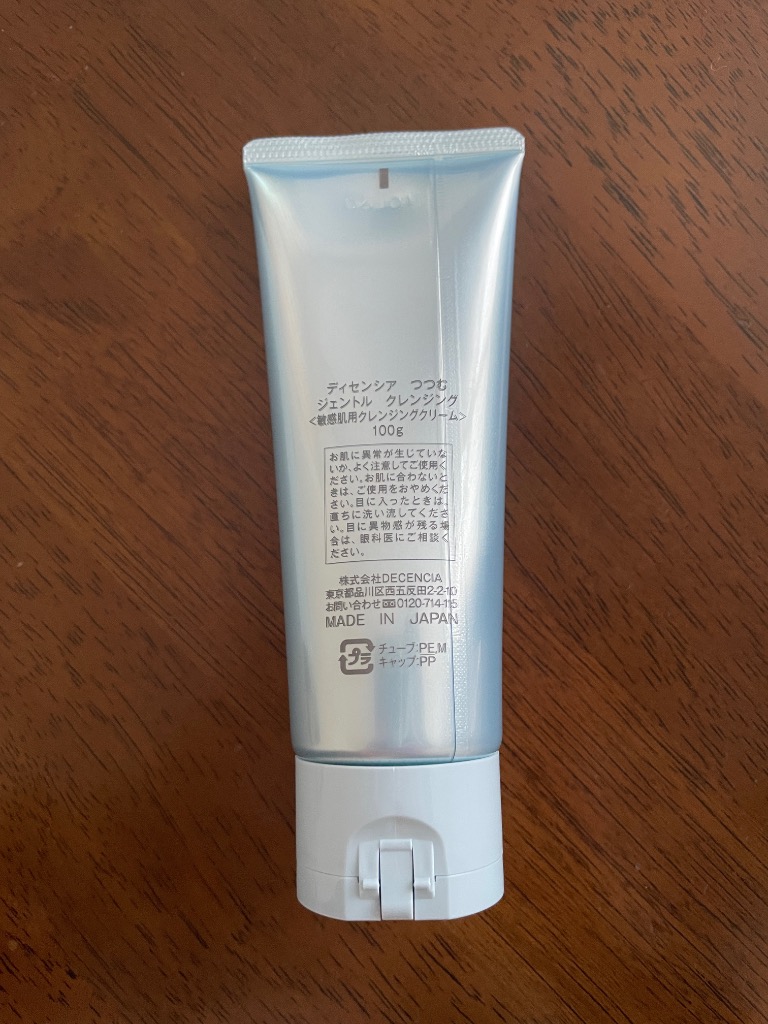 ディセンシア つつむ
ジェントル クレンジング
<敏感肌用クレンジングクリーム>
100g
お肌に異常が生じていな
いか、よく注意してご使用く
ださい。お肌に合わないと
きは、ご使用をおやめくだ
さい。目に入ったときは、
直ちに洗い流してくださ
い。目に異物感が残る場
合は、眼科医にご相談く
ださい。
株式会社DECENCIA
東京都品川区西五反田2-2-10
お問い合わせ 0120-714-115
MADE IN JAPAN
プラ チューブ:PE,M
キャップ:PP